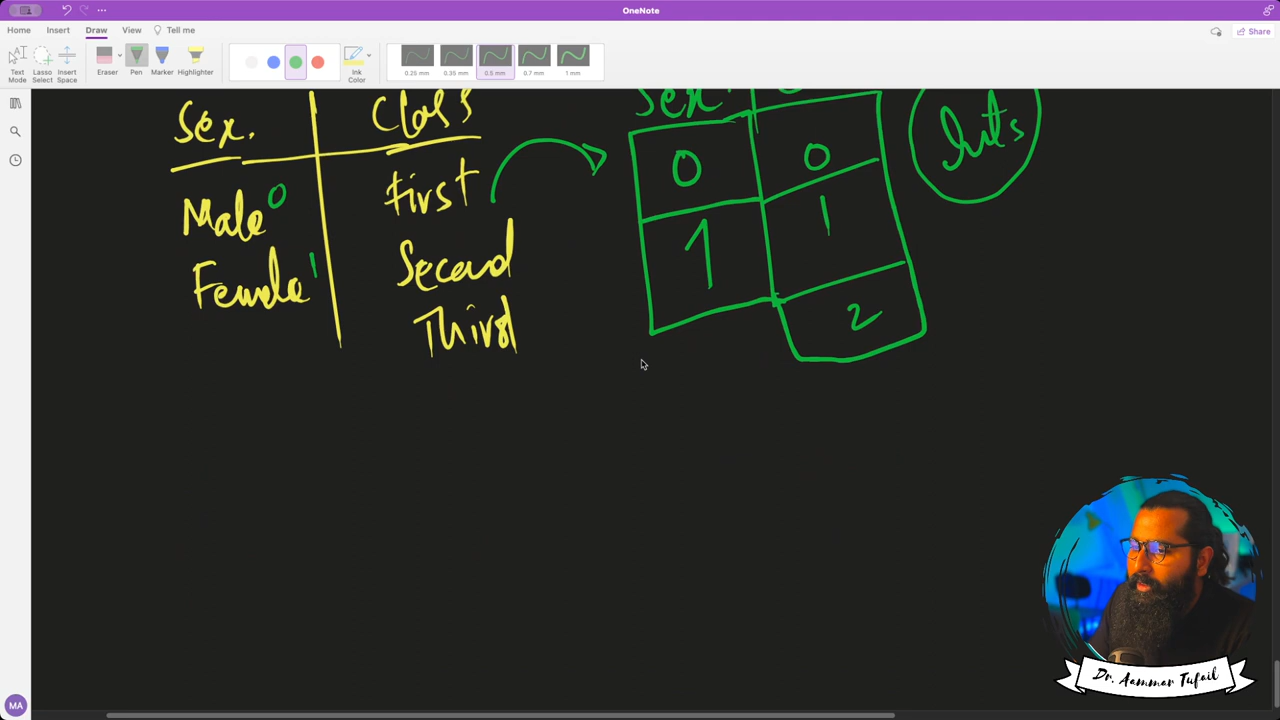 OneNote
Home Insert Draw View Tell me
Share
Text Mode
Lasso Select
Insert Space
Eraser
Pen
Marker
Highlighter
Ink Color
0.25 mm
0.35 mm
0.5 mm
0.7 mm
1 mm
Sex. Class
Male 0 First
Female 1 Second
Third
Sex.
0 0
1 1
2
MA
Dr. Aammar Tufail